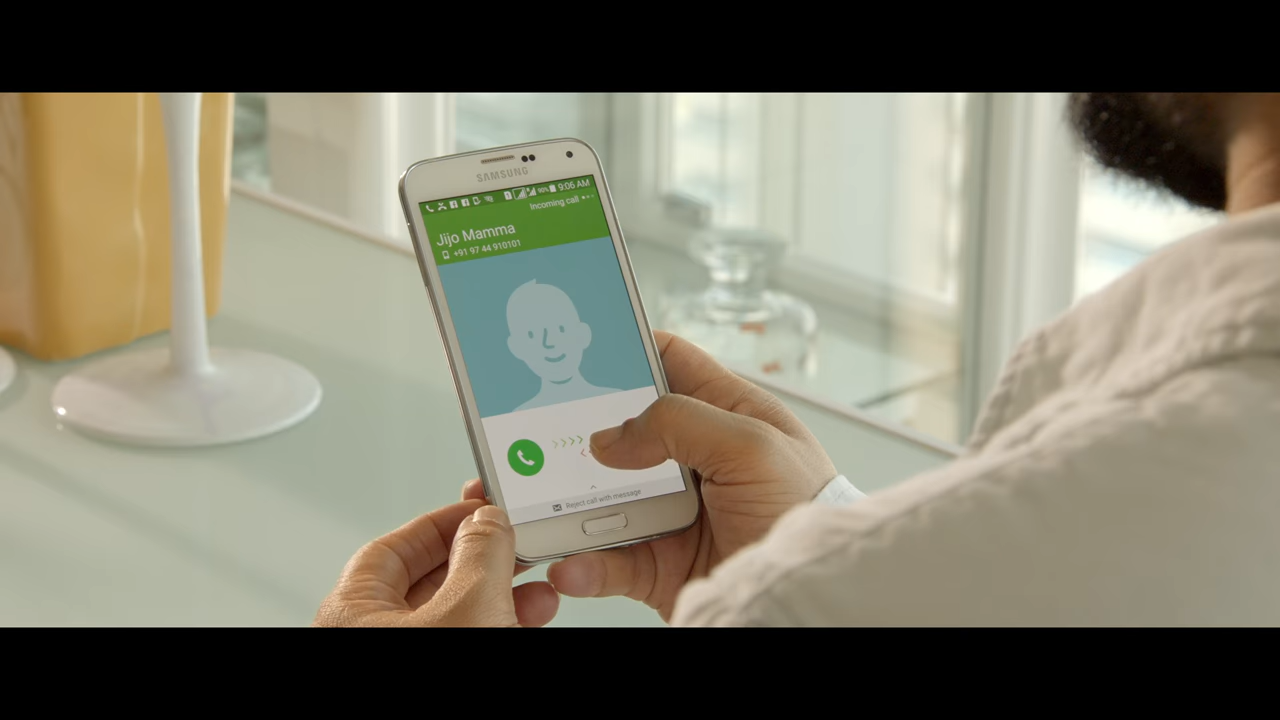 SAMSUNG
9:06 AM
Incoming call
Jijo Mamma
+91 97 44 910101
Reject call with message